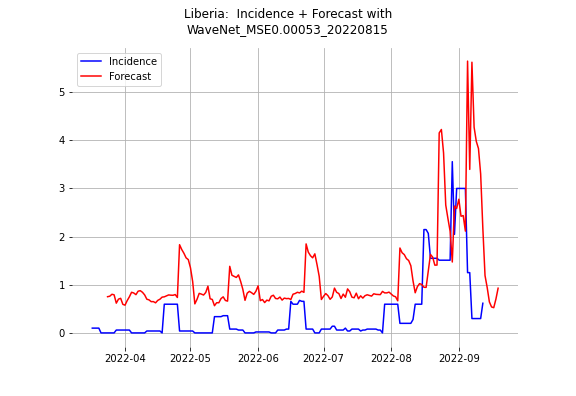 Liberia:  Incidence + Forecast with
WaveNet_MSE0.00053_20220815
Incidence
Forecast
5
4
3
2
1
0
2022-04 2022-05 2022-06 2022-07 2022-08 2022-09